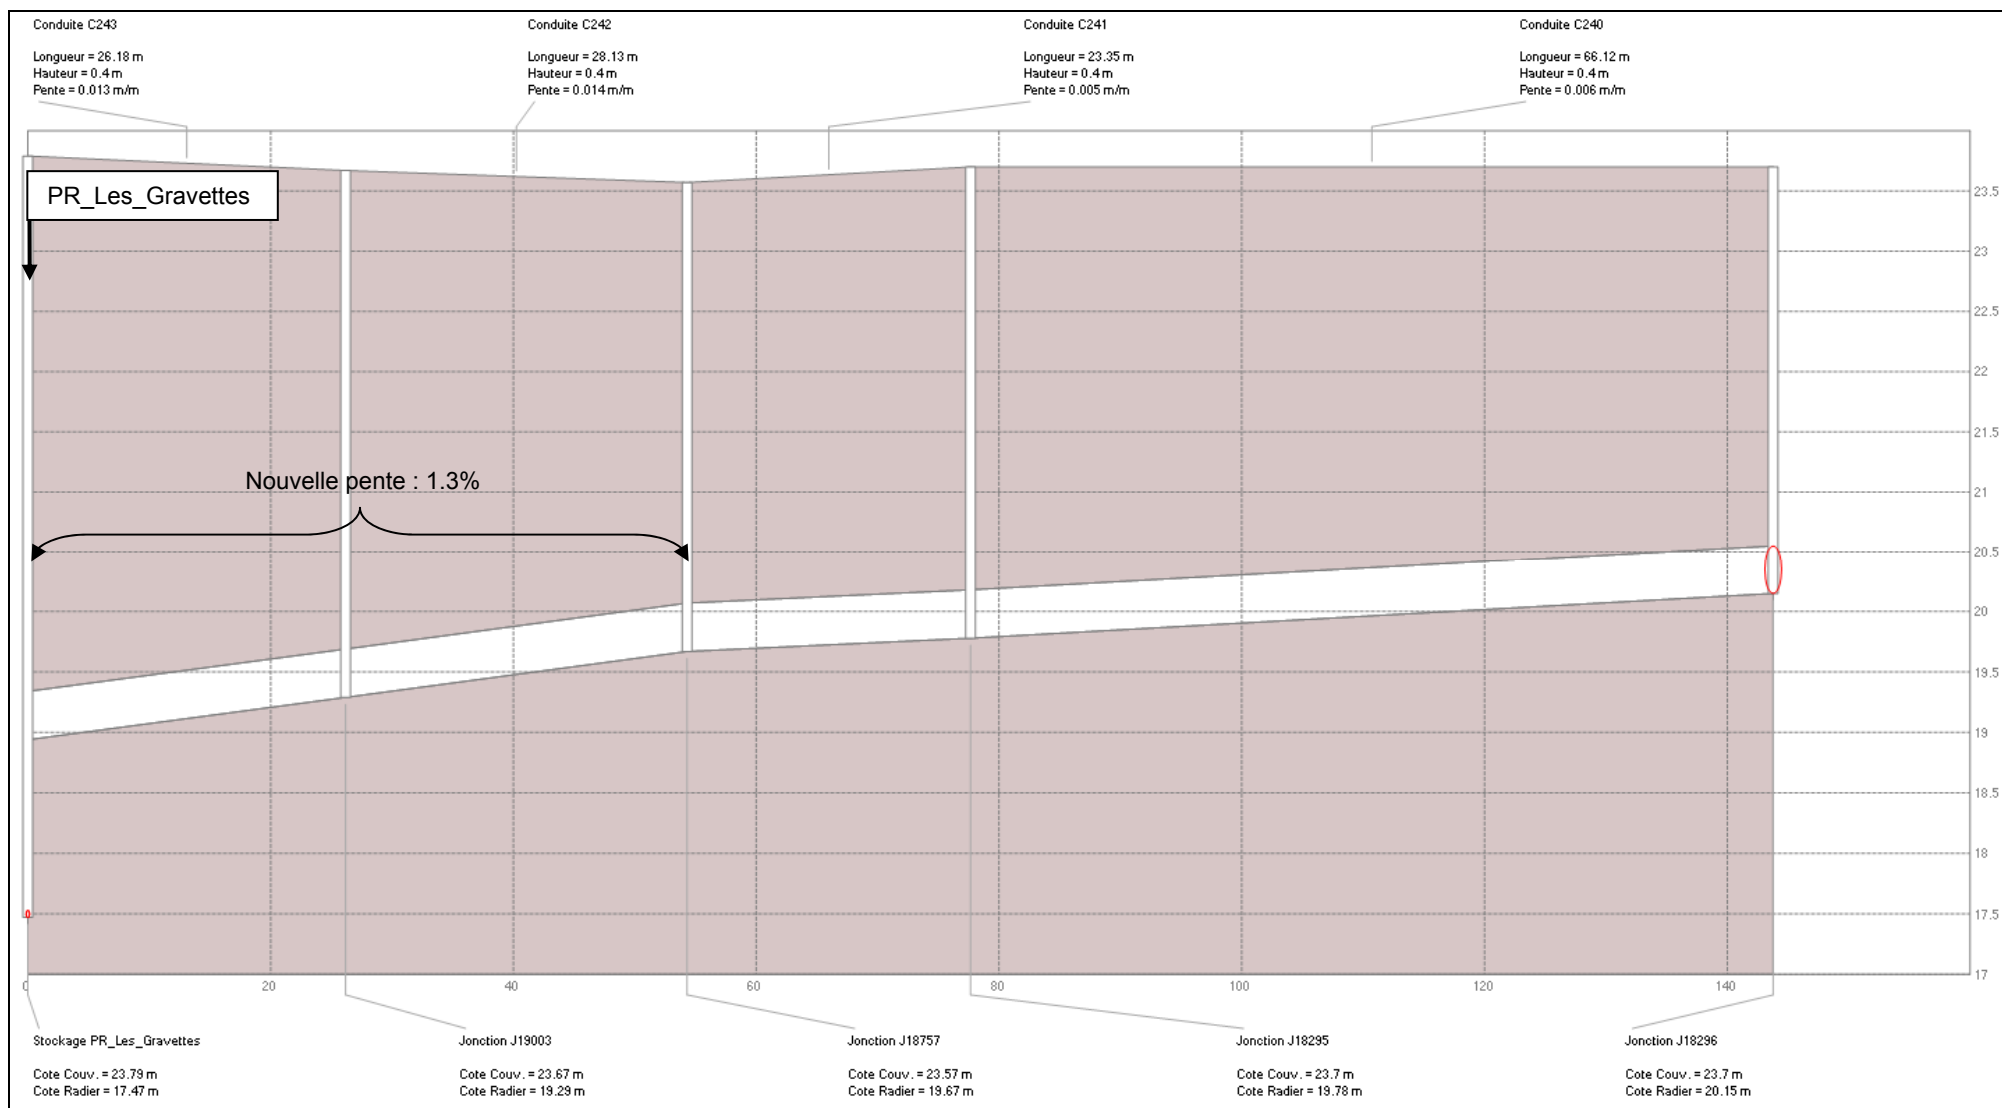 Conduite C243
Longueur = 26.18 m
Hauteur = 0.4 m
Pente = 0.013 m/m
Conduite C242
Longueur = 28.13 m
Hauteur = 0.4 m
Pente = 0.014 m/m
Conduite C241
Longueur = 23.35 m
Hauteur = 0.4 m
Pente = 0.005 m/m
Conduite C240
Longueur = 66.12 m
Hauteur = 0.4 m
Pente = 0.006 m/m
PR_Les_Gravettes
Nouvelle pente : 1.3%
23.5
23
22.5
22
21.5
21
20.5
20
19.5
19
18.5
18
17.5
17
0
20
40
60
80
100
120
140
Stockage PR_Les_Gravettes
Cote Couv. = 23.79 m
Cote Radier = 17.47 m
Jonction J19003
Cote Couv. = 23.67 m
Cote Radier = 19.29 m
Jonction J18757
Cote Couv. = 23.57 m
Cote Radier = 19.67 m
Jonction J18295
Cote Couv. = 23.7 m
Cote Radier = 19.78 m
Jonction J18296
Cote Couv. = 23.7 m
Cote Radier = 20.15 m